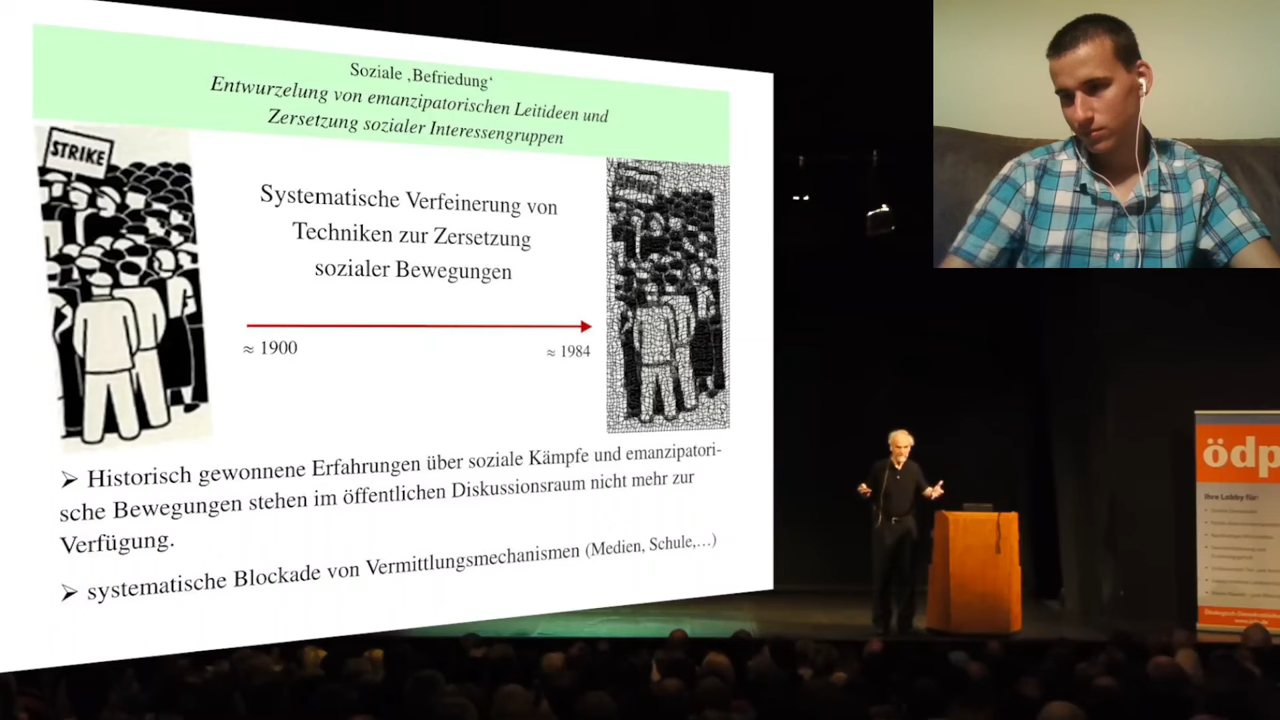 Soziale ‚Befriedung‘
Entwurzelung von emanzipatorischen Leitideen und
Zersetzung sozialer Interessengruppen
STRIKE
Systematische Verfeinerung von
Techniken zur Zersetzung
sozialer Bewegungen
≈ 1900
≈ 1984
➢ Historisch gewonnene Erfahrungen über soziale Kämpfe und emanzipatori-
sche Bewegungen stehen im öffentlichen Diskussionsraum nicht mehr zur
Verfügung.
➢ systematische Blockade von Vermittlungsmechanismen (Medien, Schule,…)
ödp
Ihre Lobby für: